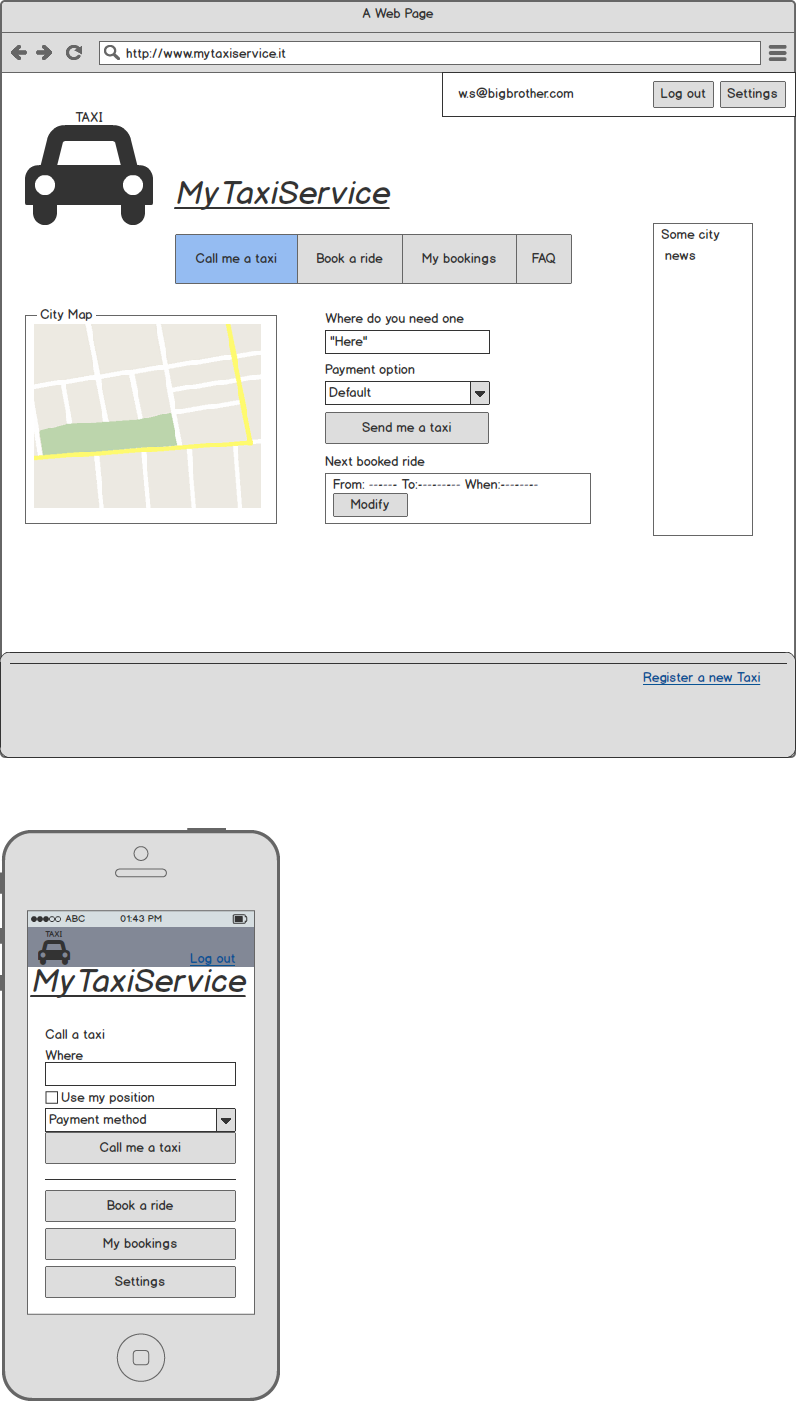 A Web Page
http://www.mytaxiservice.it
w.s@bigbrother.com
Log out
Settings
TAXI
MyTaxiService
Call me a taxi
Book a ride
My bookings
FAQ
Some city
news
City Map
Where do you need one
"Here"
Payment option
Default
Send me a taxi
Next booked ride
From: ------ To:--------- When:--------
Modify
Register a new Taxi
ABC
01:43 PM
TAXI
Log out
MyTaxiService
Call a taxi
Where
Use my position
Payment method
Call me a taxi
Book a ride
My bookings
Settings